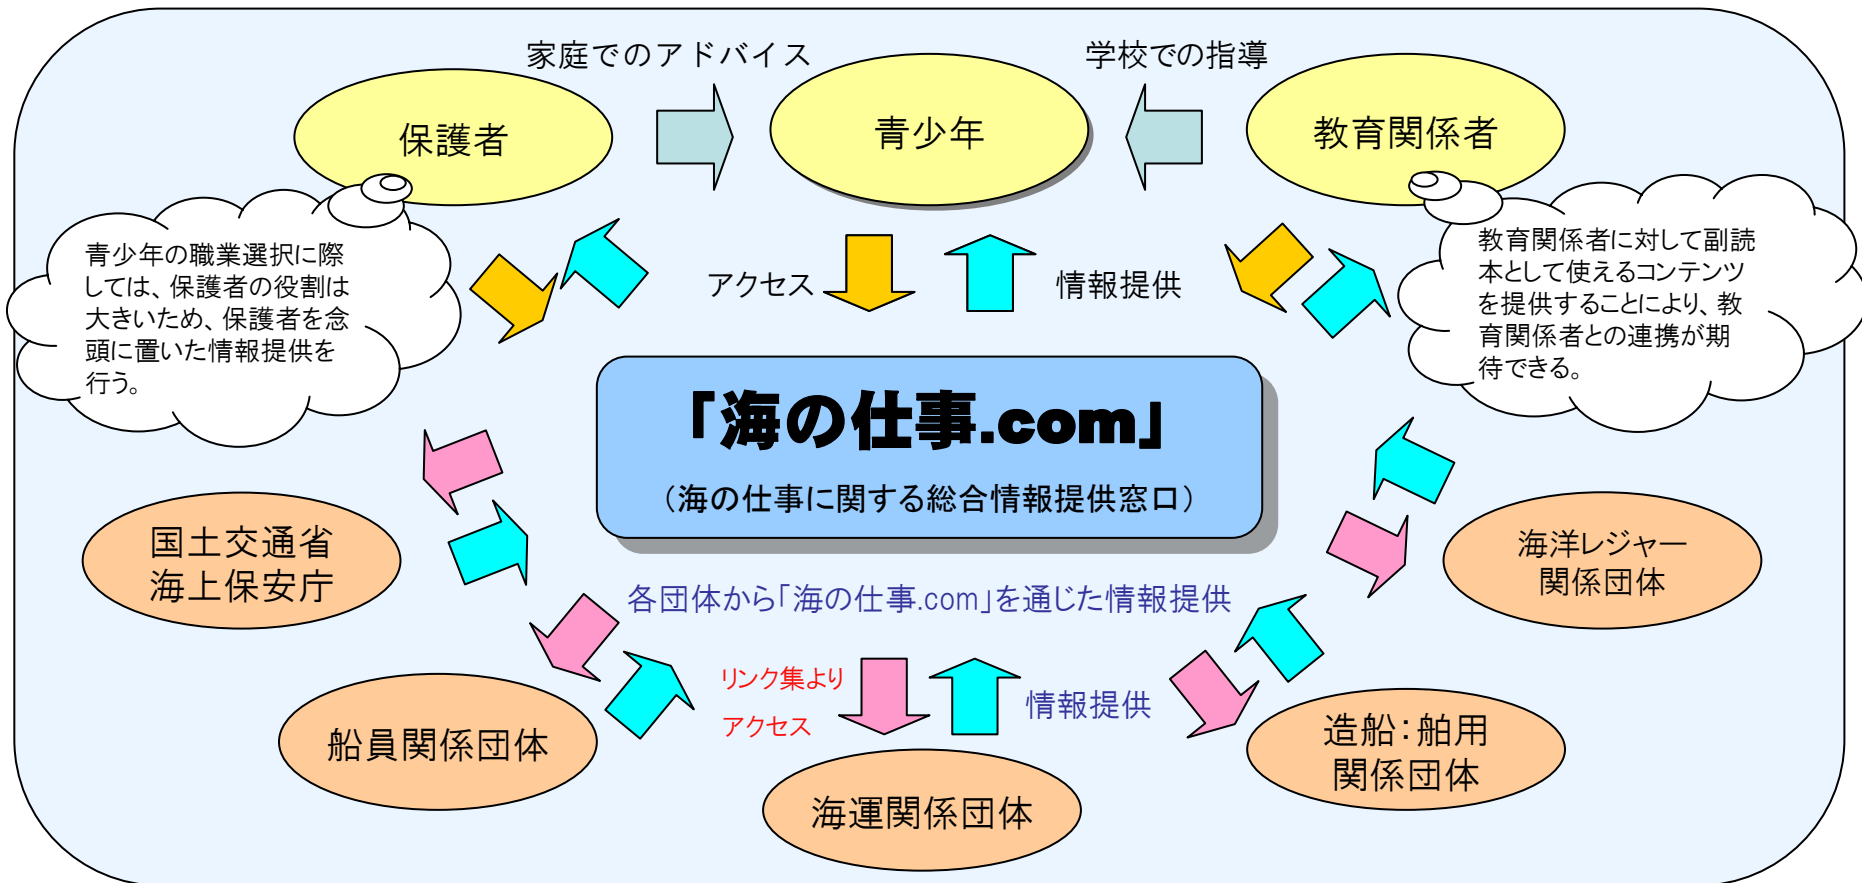 家庭でのアドバイス
学校での指導
保護者
青少年
教育関係者
青少年の職業選択に際
しては、保護者の役割は
大きいため、保護者を念
頭に置いた情報提供を
行う。
アクセス
情報提供
教育関係者に対して副読
本として使えるコンテンツ
を提供することにより、教
育関係者との連携が期
待できる。
「海の仕事.com」
（海の仕事に関する総合情報提供窓口）
国土交通省
海上保安庁
海洋レジャー
関係団体
各団体から「海の仕事.com」を通じた情報提供
リンク集より
アクセス
情報提供
船員関係団体
海運関係団体
造船：舶用
関係団体